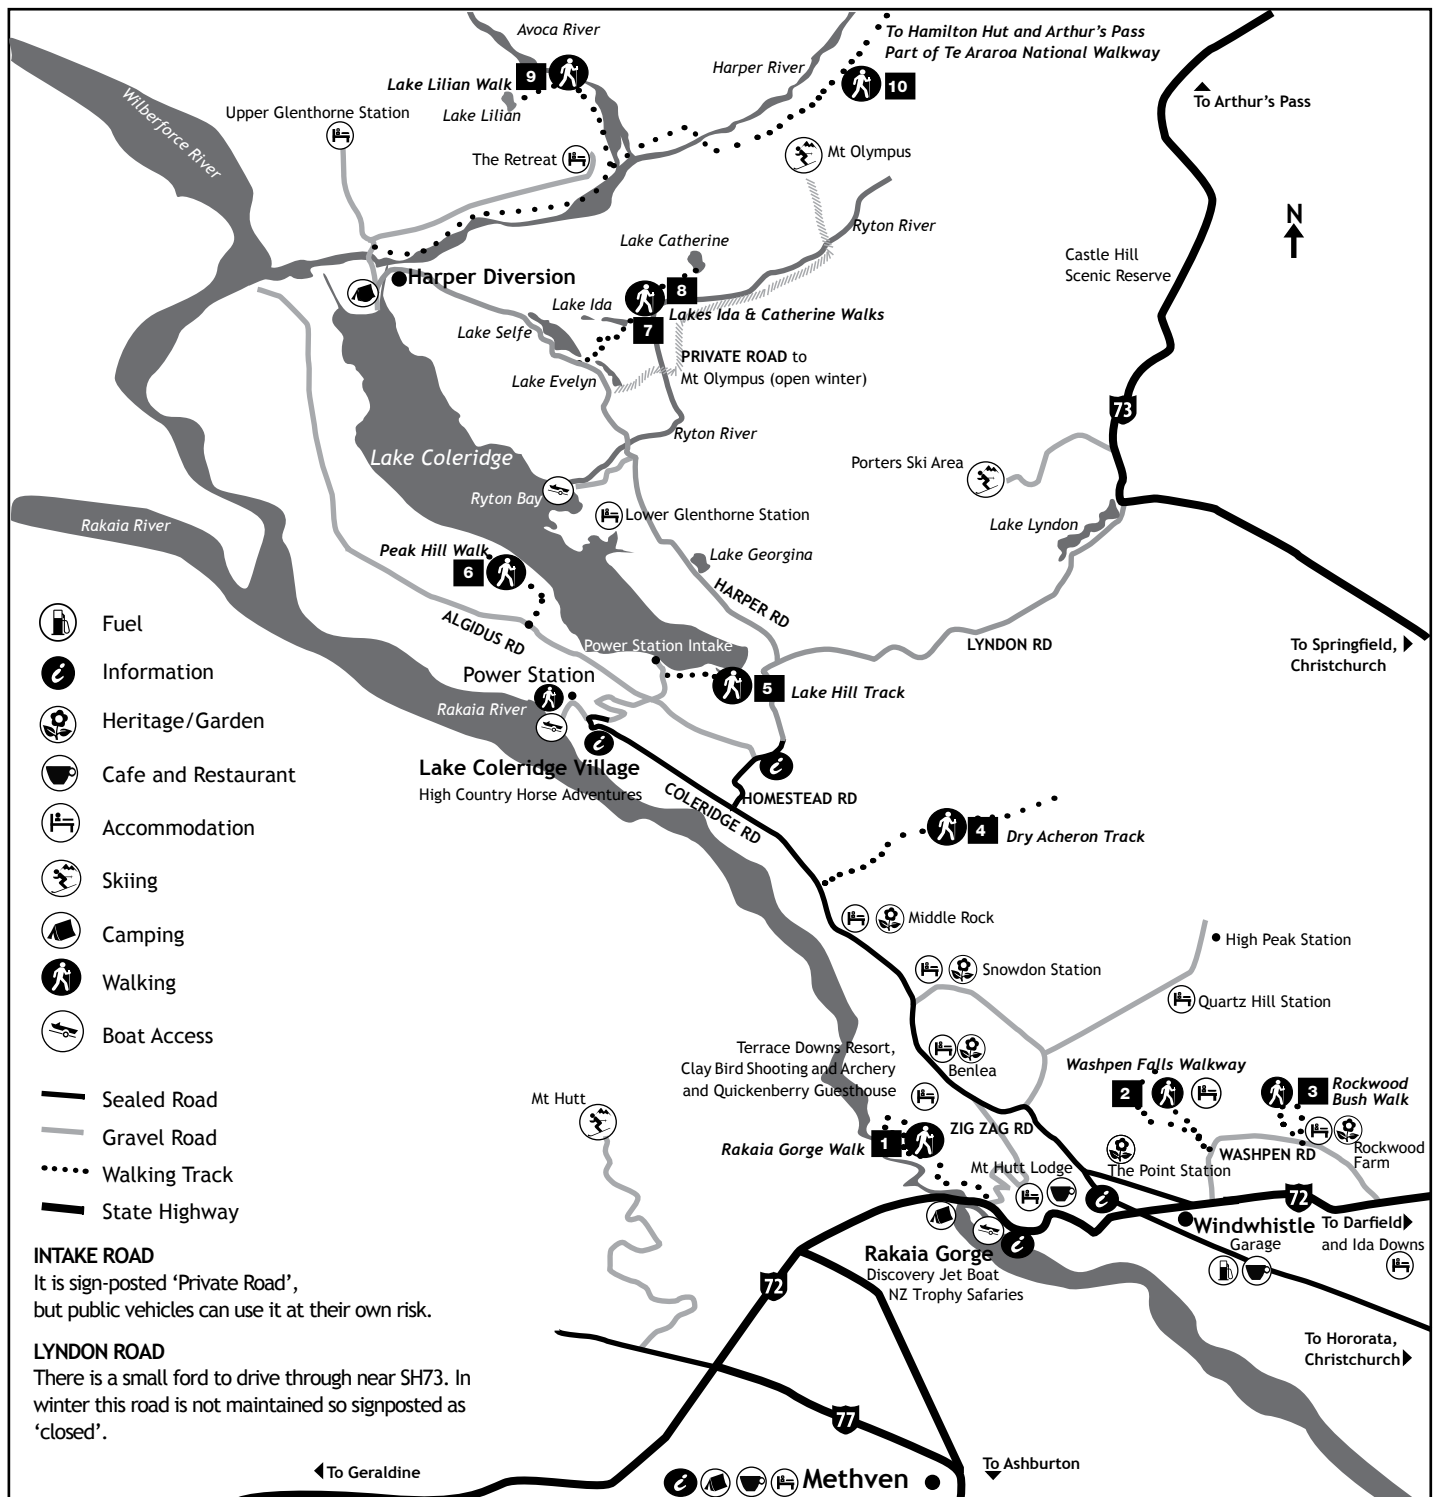 Avoca River
To Hamilton Hut and Arthur's Pass
Part of Te Araroa National Walkway
Harper River
9
Lake Lilian Walk
10
Lake Lilian
Wilberforce River
Upper Glenthorne Station
To Arthur's Pass
The Retreat
Mt Olympus
N
Ryton River
Lake Catherine
Castle Hill
Scenic Reserve
Harper Diversion
8
Lake Ida
Lakes Ida & Catherine Walks
Lake Selfe
7
PRIVATE ROAD to
Mt Olympus (open winter)
Lake Evelyn
73
Ryton River
Lake Coleridge
Porters Ski Area
Ryton Bay
Lower Glenthorne Station
Rakaia River
Lake Lyndon
Peak Hill Walk
6
Lake Georgina
HARPER RD
ALGIDUS RD
Power Station Intake
LYNDON RD
To Springfield,
Christchurch
Power Station
5
Lake Hill Track
Rakaia River
Lake Coleridge Village
High Country Horse Adventures
COLERIDGE RD
HOMESTEAD RD
4
Dry Acheron Track
Middle Rock
High Peak Station
Snowdon Station
Quartz Hill Station
Terrace Downs Resort,
Clay Bird Shooting and Archery
and Quickenberry Guesthouse
Benlea
Washpen Falls Walkway
2
3
Rockwood
Bush Walk
Mt Hutt
ZIG ZAG RD
1
Rakaia Gorge Walk
Mt Hutt Lodge
The Point Station
WASHPEN RD
Rockwood
Farm
72
Windwhistle
Garage
To Darfield
and Ida Downs
Rakaia Gorge
Discovery Jet Boat
NZ Trophy Safaries
72
To Hororata,
Christchurch
77
To Ashburton
Methven
To Geraldine
Fuel
Information
Heritage/Garden
Cafe and Restaurant
Accommodation
Skiing
Camping
Walking
Boat Access
Sealed Road
Gravel Road
Walking Track
State Highway
INTAKE ROAD
It is sign-posted 'Private Road',
but public vehicles can use it at their own risk.
LYNDON ROAD
There is a small ford to drive through near SH73. In
winter this road is not maintained so signposted as
'closed'.